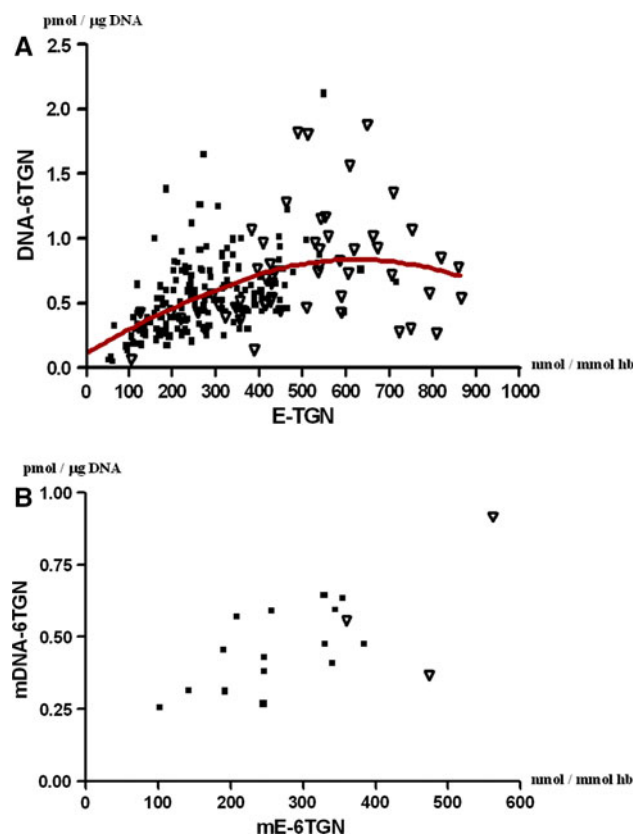 pmol / µg DNA
A
2.5
2.0
1.5
1.0
0.5
0.0
DNA-6TGN
0 100 200 300 400 500 600 700 800 900 1000
nmol / mmol hb
E-TGN
pmol / µg DNA
B
1.00
0.75
0.50
0.25
0.00
mDNA-6TGN
0 100 200 300 400 500 600
nmol / mmol hb
mE-6TGN